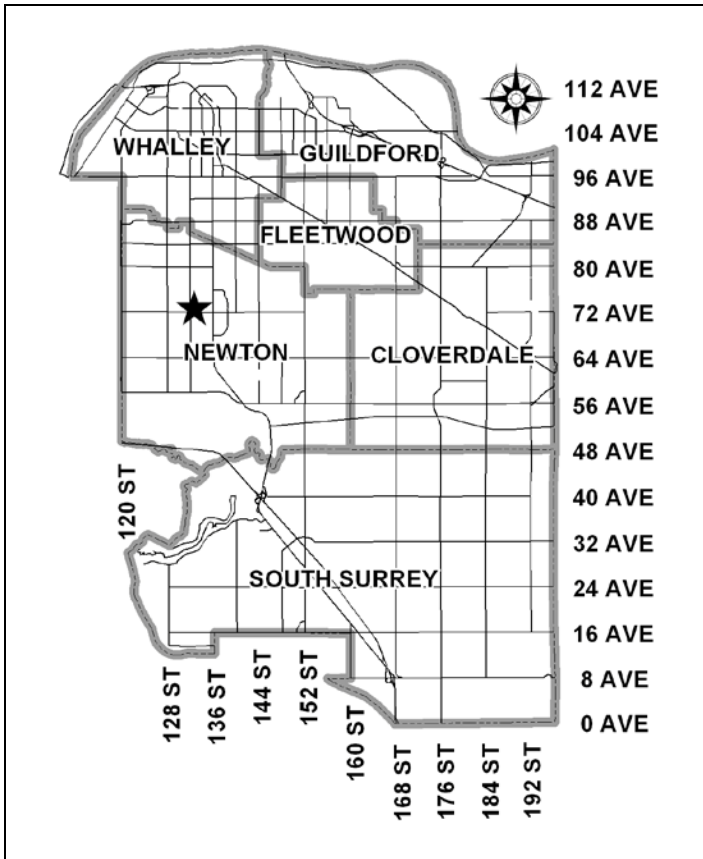 112 AVE
104 AVE
WHALLEY
GUILDFORD
96 AVE
88 AVE
FLEETWOOD
80 AVE
72 AVE
NEWTON
CLOVERDALE
64 AVE
56 AVE
48 AVE
120 ST
40 AVE
32 AVE
SOUTH SURREY
24 AVE
16 AVE
128 ST
136 ST
144 ST
152 ST
160 ST
8 AVE
0 AVE
168 ST
176 ST
184 ST
192 ST